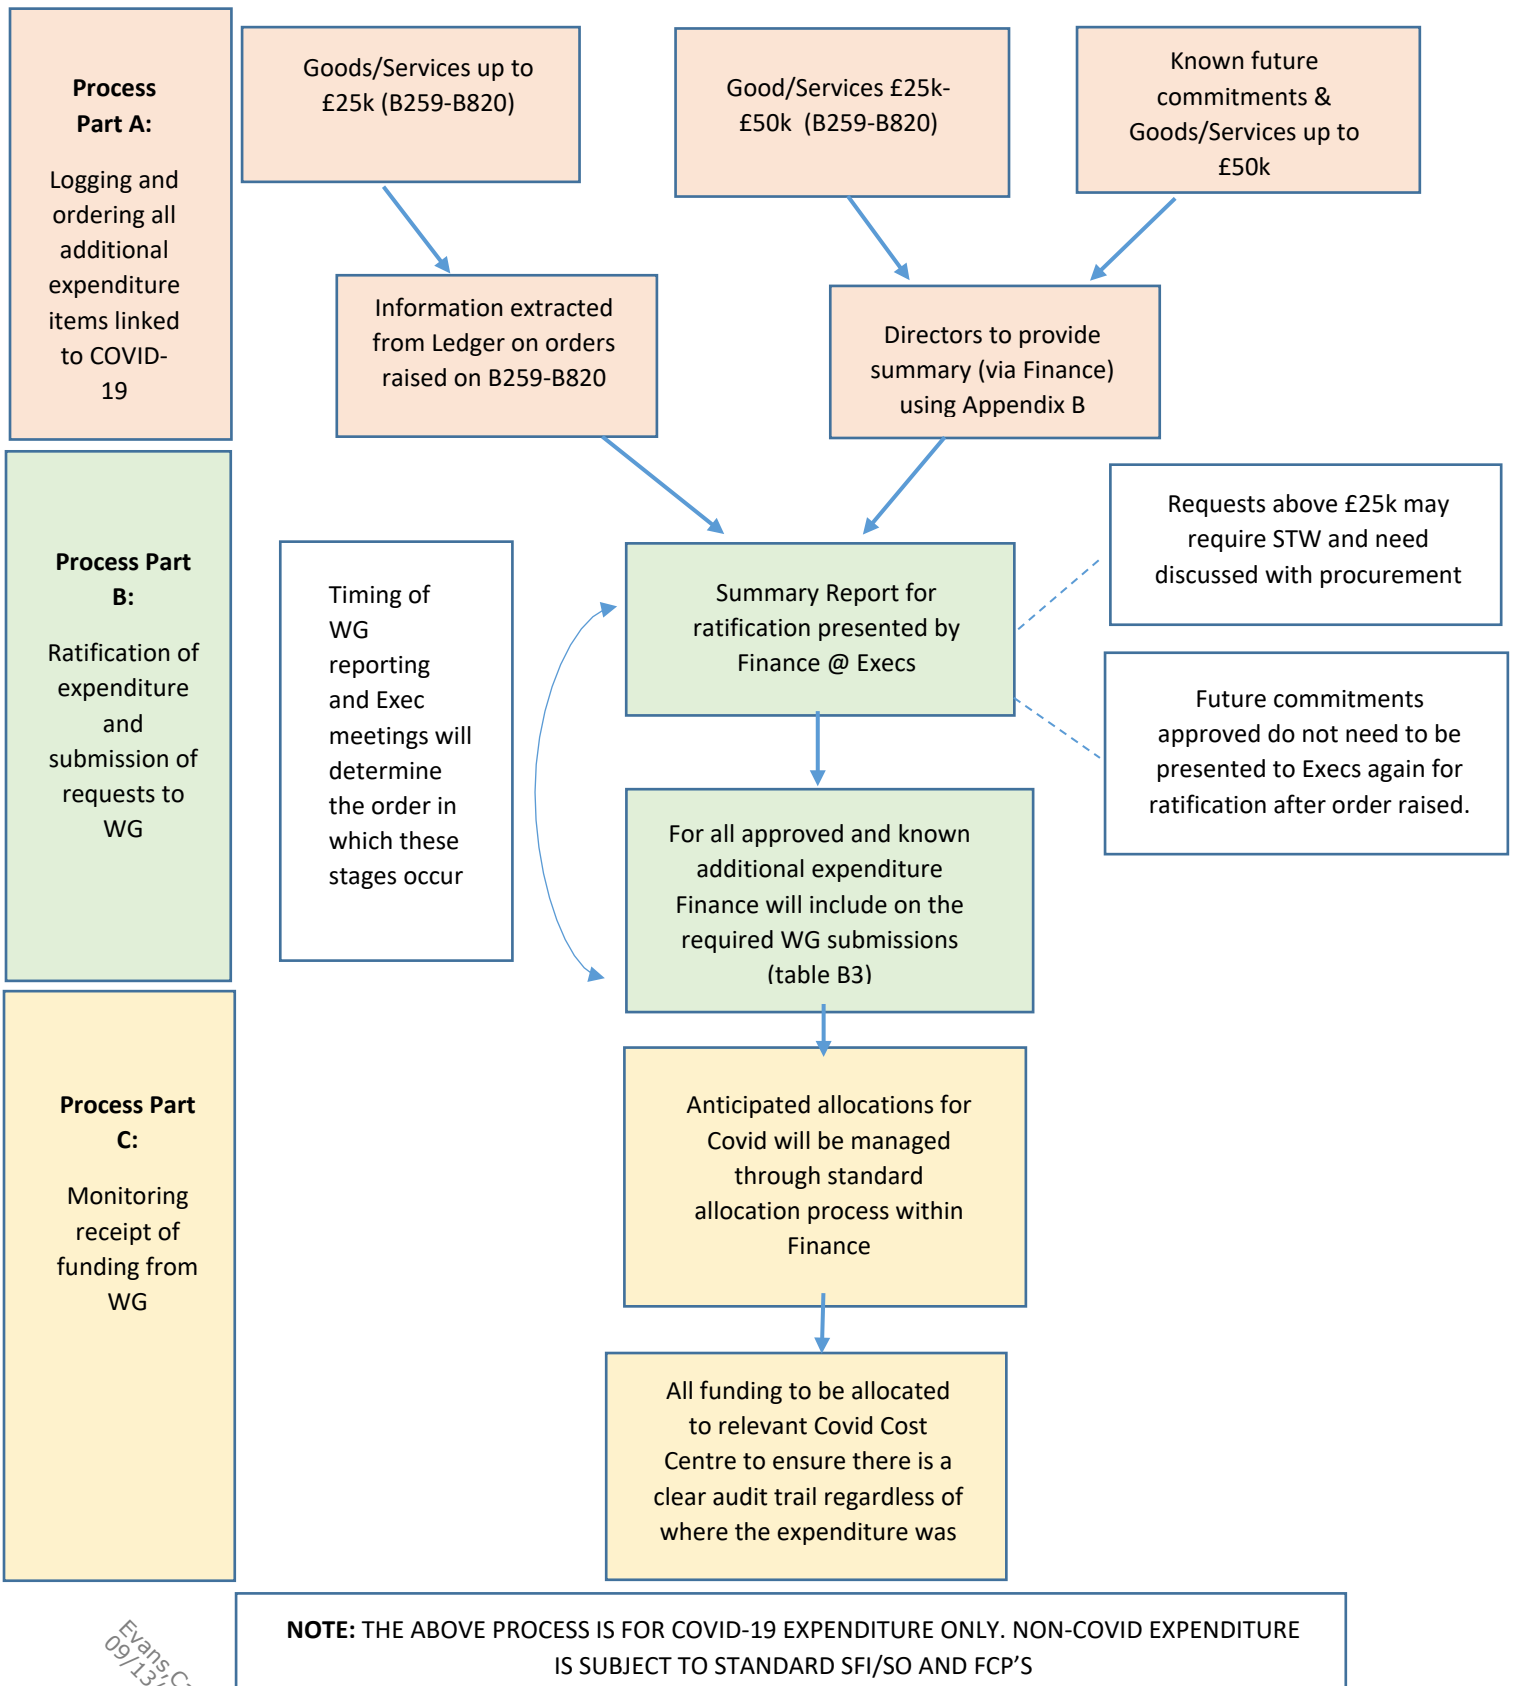 Process
Part A:
Logging and
ordering all
additional
expenditure
items linked
to COVID-
19
Goods/Services up to
£25k (B259-B820)
Good/Services £25k-
£50k (B259-B820)
Known future
commitments &
Goods/Services up to
£50k
Information extracted
from Ledger on orders
raised on B259-B820
Directors to provide
summary (via Finance)
using Appendix B
Process Part
B:
Ratification of
expenditure
and
submission of
requests to
WG
Timing of
WG
reporting
and Exec
meetings will
determine
the order in
which these
stages occur
Summary Report for
ratification presented by
Finance @ Execs
Requests above £25k may
require STW and need
discussed with procurement
Future commitments
approved do not need to be
presented to Execs again for
ratification after order raised.
For all approved and known
additional expenditure
Finance will include on the
required WG submissions
(table B3)
Process Part
C:
Monitoring
receipt of
funding from
WG
Anticipated allocations for
Covid will be managed
through standard
allocation process within
Finance
All funding to be allocated
to relevant Covid Cost
Centre to ensure there is a
clear audit trail regardless of
where the expenditure was
NOTE: THE ABOVE PROCESS IS FOR COVID-19 EXPENDITURE ONLY. NON-COVID EXPENDITURE
IS SUBJECT TO STANDARD SFI/SO AND FCP'S
Evans,
09/13/